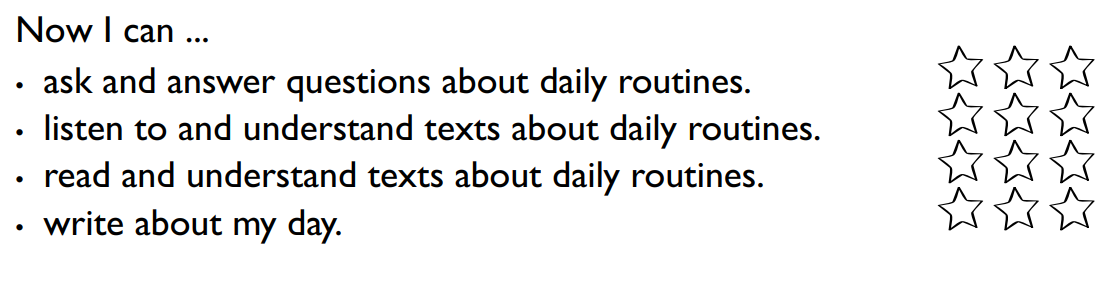 Now I can ...
• ask and answer questions about daily routines.
• listen to and understand texts about daily routines.
• read and understand texts about daily routines.
• write about my day.